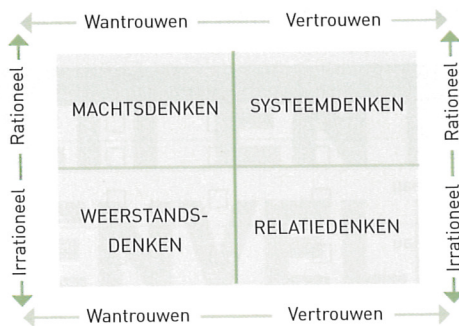 Wantrouwen Vertrouwen
Rationeel
Irrationeel
MACHTSDENKEN
SYSTEEMDENKEN
WEERSTANDS-
DENKEN
RELATIEDENKEN
Rationeel
Irrationeel
Wantrouwen Vertrouwen